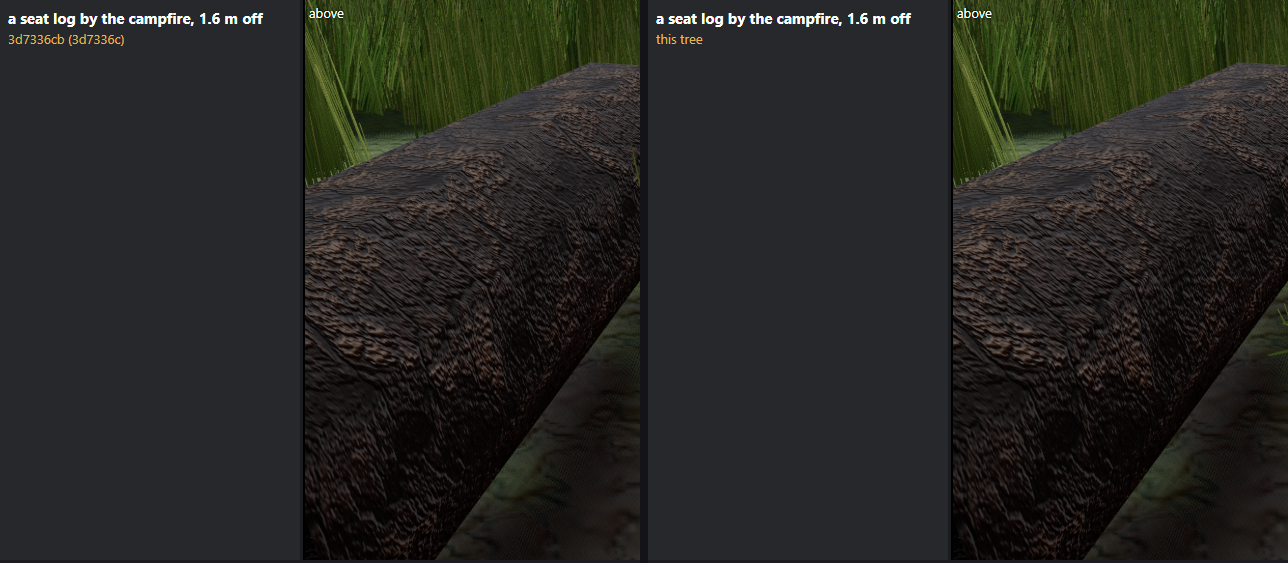 a seat log by the campfire, 1.6 m off
3d7336cb (3d7336c)
above
a seat log by the campfire, 1.6 m off
this tree
above